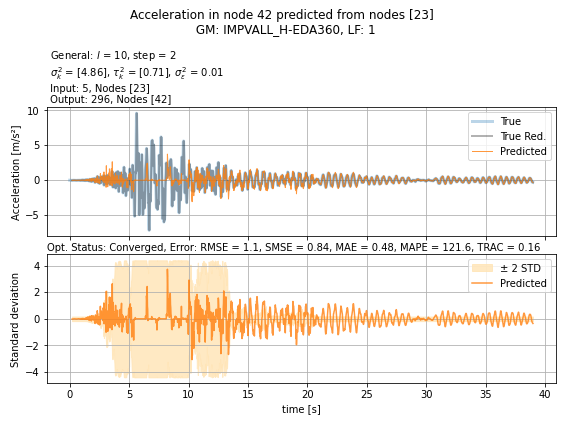 Acceleration in node 42 predicted from nodes [23]
GM: IMPVALL_H-EDA360, LF: 1
General: l = 10, step = 2
σ²ₖ = [4.86], τ²ₖ = [0.71], σ²ε = 0.01
Input: 5, Nodes [23]
Output: 296, Nodes [42]
Acceleration [m/s²]
10
5
0
−5
True
True Red.
Predicted
Opt. Status: Converged, Error: RMSE = 1.1, SMSE = 0.84, MAE = 0.48, MAPE = 121.6, TRAC = 0.16
Standard deviation
4
2
0
−2
−4
± 2 STD
Predicted
0 5 10 15 20 25 30 35 40
time [s]